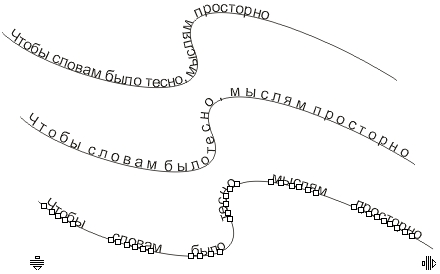 Чтобы словам было тесно, мыслям просторно
Чтобы словам было тесно, мыслям просторно
Чтобы словам было тесно мыслям просторно